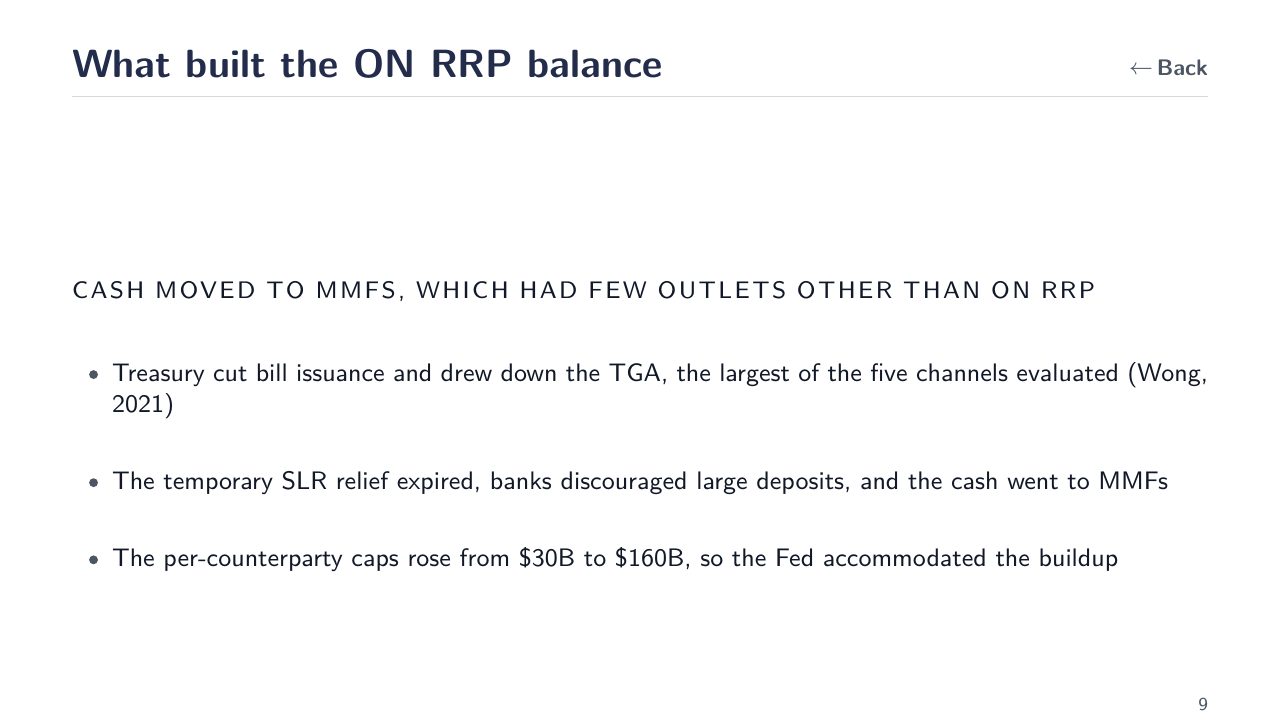 What built the ON RRP balance
← Back
CASH MOVED TO MMFS, WHICH HAD FEW OUTLETS OTHER THAN ON RRP
• Treasury cut bill issuance and drew down the TGA, the largest of the five channels evaluated (Wong,
2021)
• The temporary SLR relief expired, banks discouraged large deposits, and the cash went to MMFs
• The per-counterparty caps rose from $30B to $160B, so the Fed accommodated the buildup
9